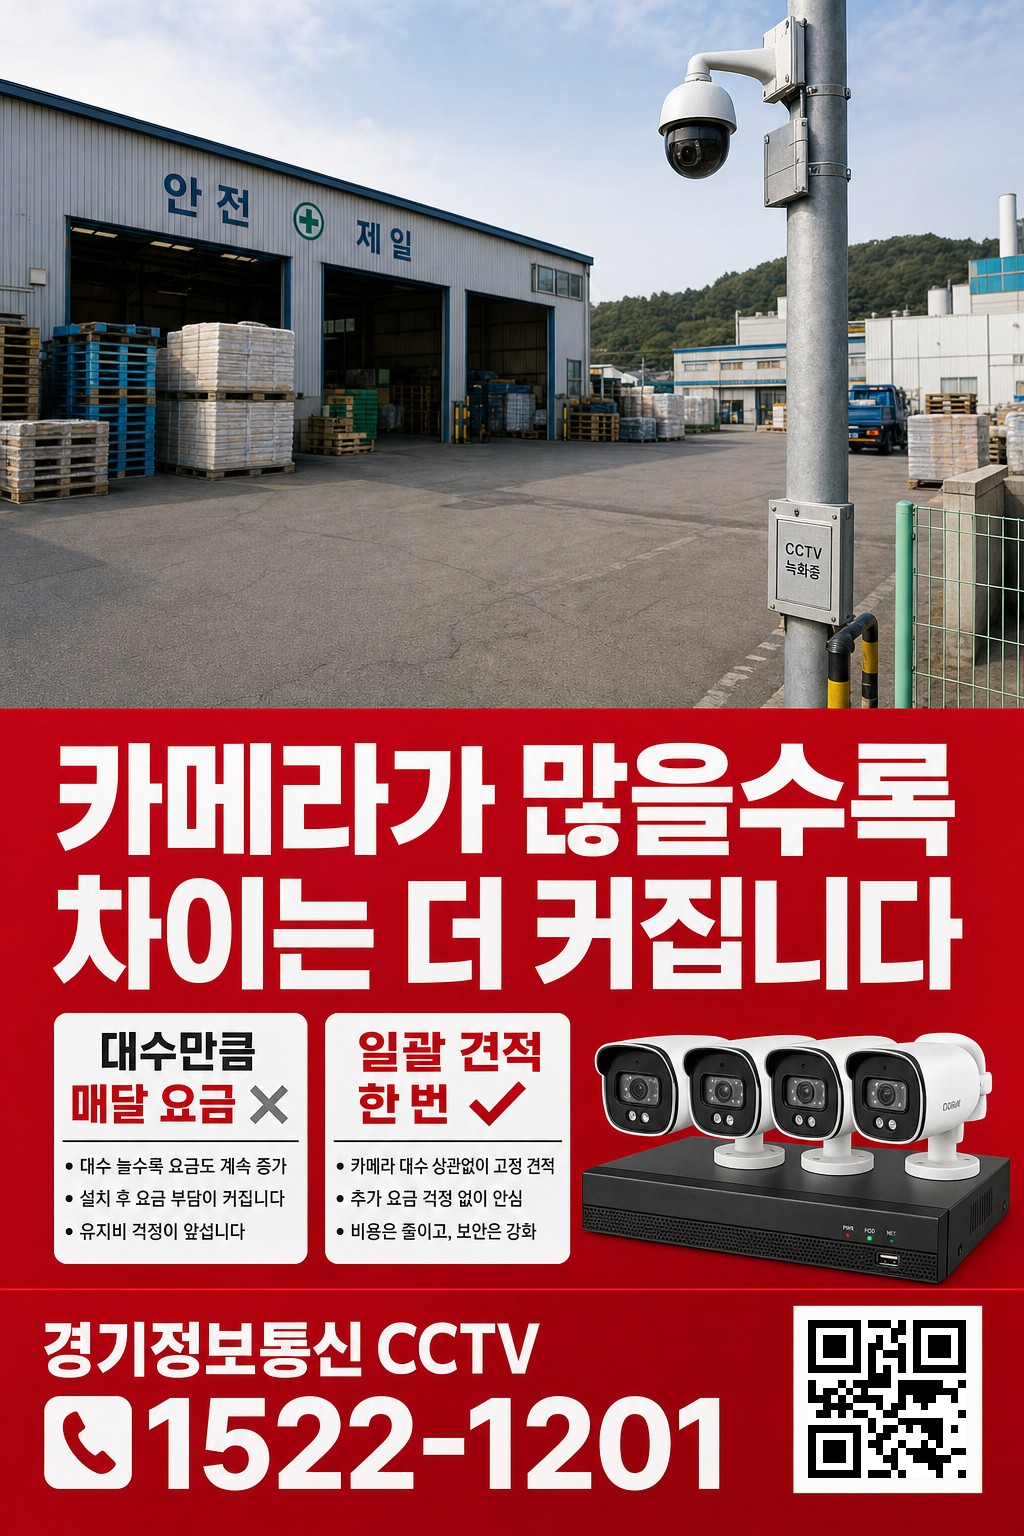 안전 제일
CCTV
녹화중
카메라가 많을수록
차이는 더 커집니다
대수만큼
매달 요금
• 대수 늘수록 요금도 계속 증가
• 설치 후 요금 부담이 커집니다
• 유지비 걱정이 앞섭니다
일괄 견적
한 번
• 카메라 대수 상관없이 고정 견적
• 추가 요금 걱정 없이 안심
• 비용은 줄이고, 보안은 강화
PWR
NET
경기정보통신 CCTV
1522-1201